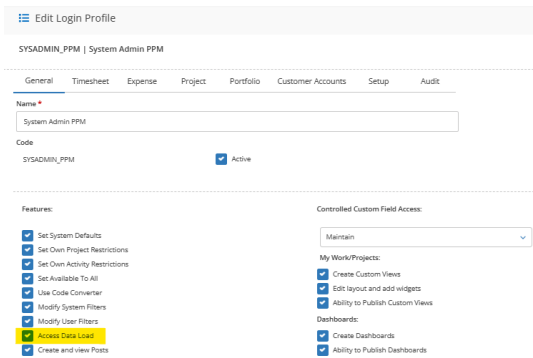 Edit Login Profile
SYSADMIN_PPM | System Admin PPM
General Timesheet Expense Project Portfolio Customer Accounts Setup Audit
Name *
System Admin PPM
Code
SYSADMIN_PPM Active
Features: Controlled Custom Field Access:
Set System Defaults Maintain
Set Own Project Restrictions
Set Own Activity Restrictions My Work/Projects:
Set Available To All Create Custom Views
Use Code Converter Edit layout and add widgets
Modify System Filters Ability to Publish Custom Views
Modify User Filters Dashboards:
Access Data Load Create Dashboards
Create and view Posts Ability to Publish Dashboards